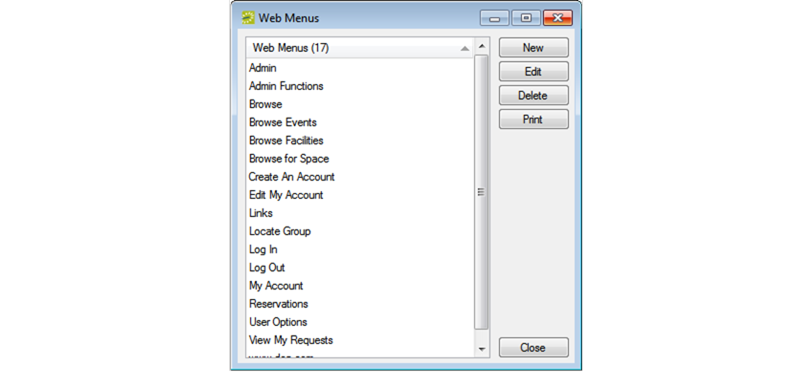 Web Menus
Web Menus (17)
Admin
Admin Functions
Browse
Browse Events
Browse Facilities
Browse for Space
Create An Account
Edit My Account
Links
Locate Group
Log In
Log Out
My Account
Reservations
User Options
View My Requests
New
Edit
Delete
Print
Close